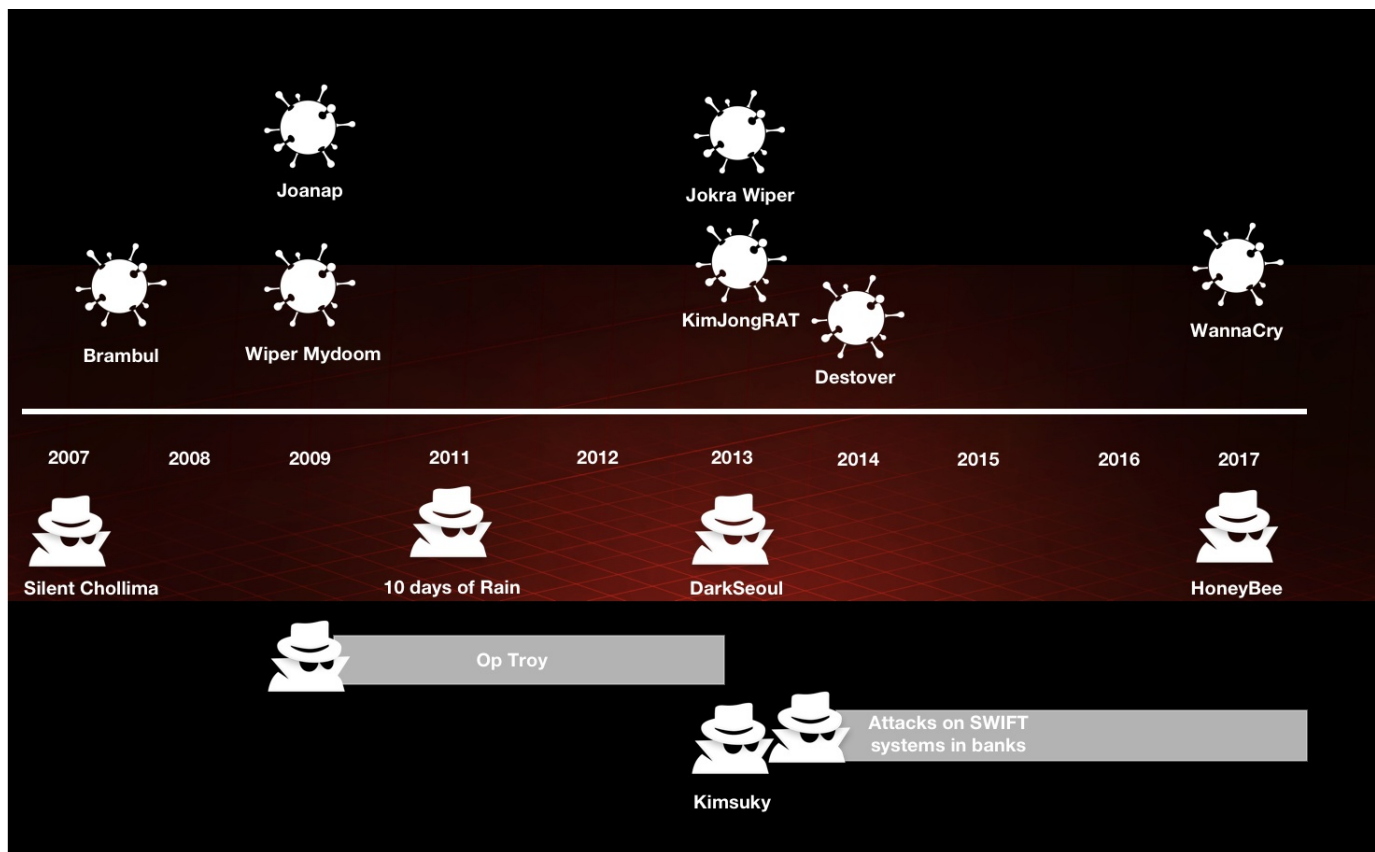 Joanap
Jokra Wiper
KimJongRAT
WannaCry
Brambul
Wiper Mydoom
Destover
2007 2008 2009 2011 2012 2013 2014 2015 2016 2017
Silent Chollima
10 days of Rain
DarkSeoul
HoneyBee
Op Troy
Attacks on SWIFT
systems in banks
Kimsuky